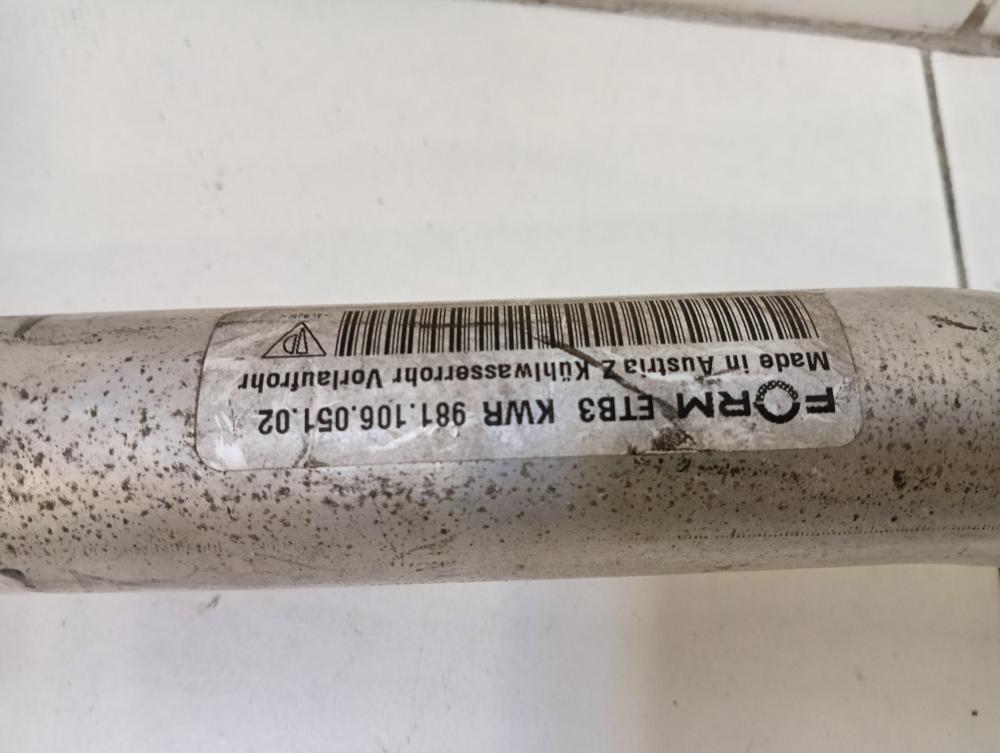 FORM ETB3 KWR 981.106.051.02
Made in Austria Z Kühlwasserrohr Vorlaufrohr